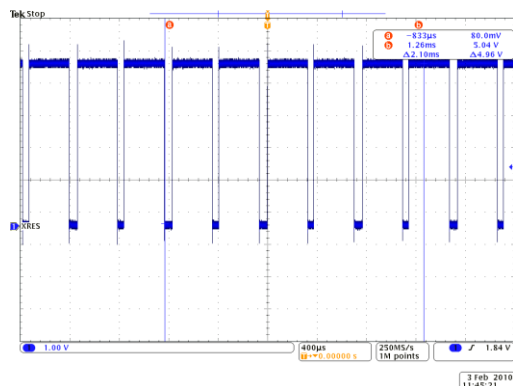 Tek Stop
a
b
T
a -833µs 80.0mV
b 1.26ms 5.04 V
Δ2.10ms Δ4.96 V
1 XRES
1 1.00 V
400µs
T→▼0.00000 s
250MS/s
1M points
1 ∫ 1.84 V
3 Feb 2010
11:45:21